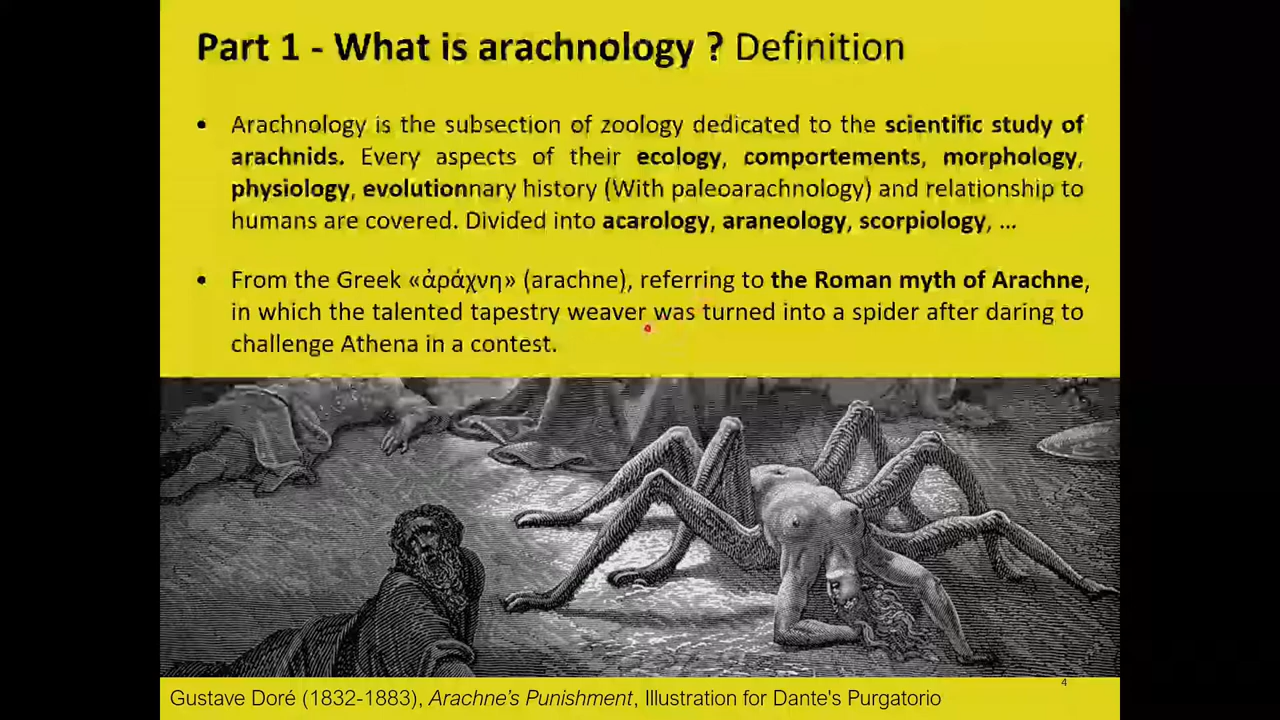 Part 1 - What is arachnology ? Definition
• Arachnology is the subsection of zoology dedicated to the scientific study of
arachnids. Every aspects of their ecology, comportements, morphology,
physiology, evolutionnary history (With paleoarachnology) and relationship to
humans are covered. Divided into acarology, araneology, scorpiology, ...
• From the Greek «ἀράχνη» (arachne), referring to the Roman myth of Arachne,
in which the talented tapestry weaver was turned into a spider after daring to
challenge Athena in a contest.
4
Gustave Doré (1832-1883), Arachne's Punishment, Illustration for Dante's Purgatorio